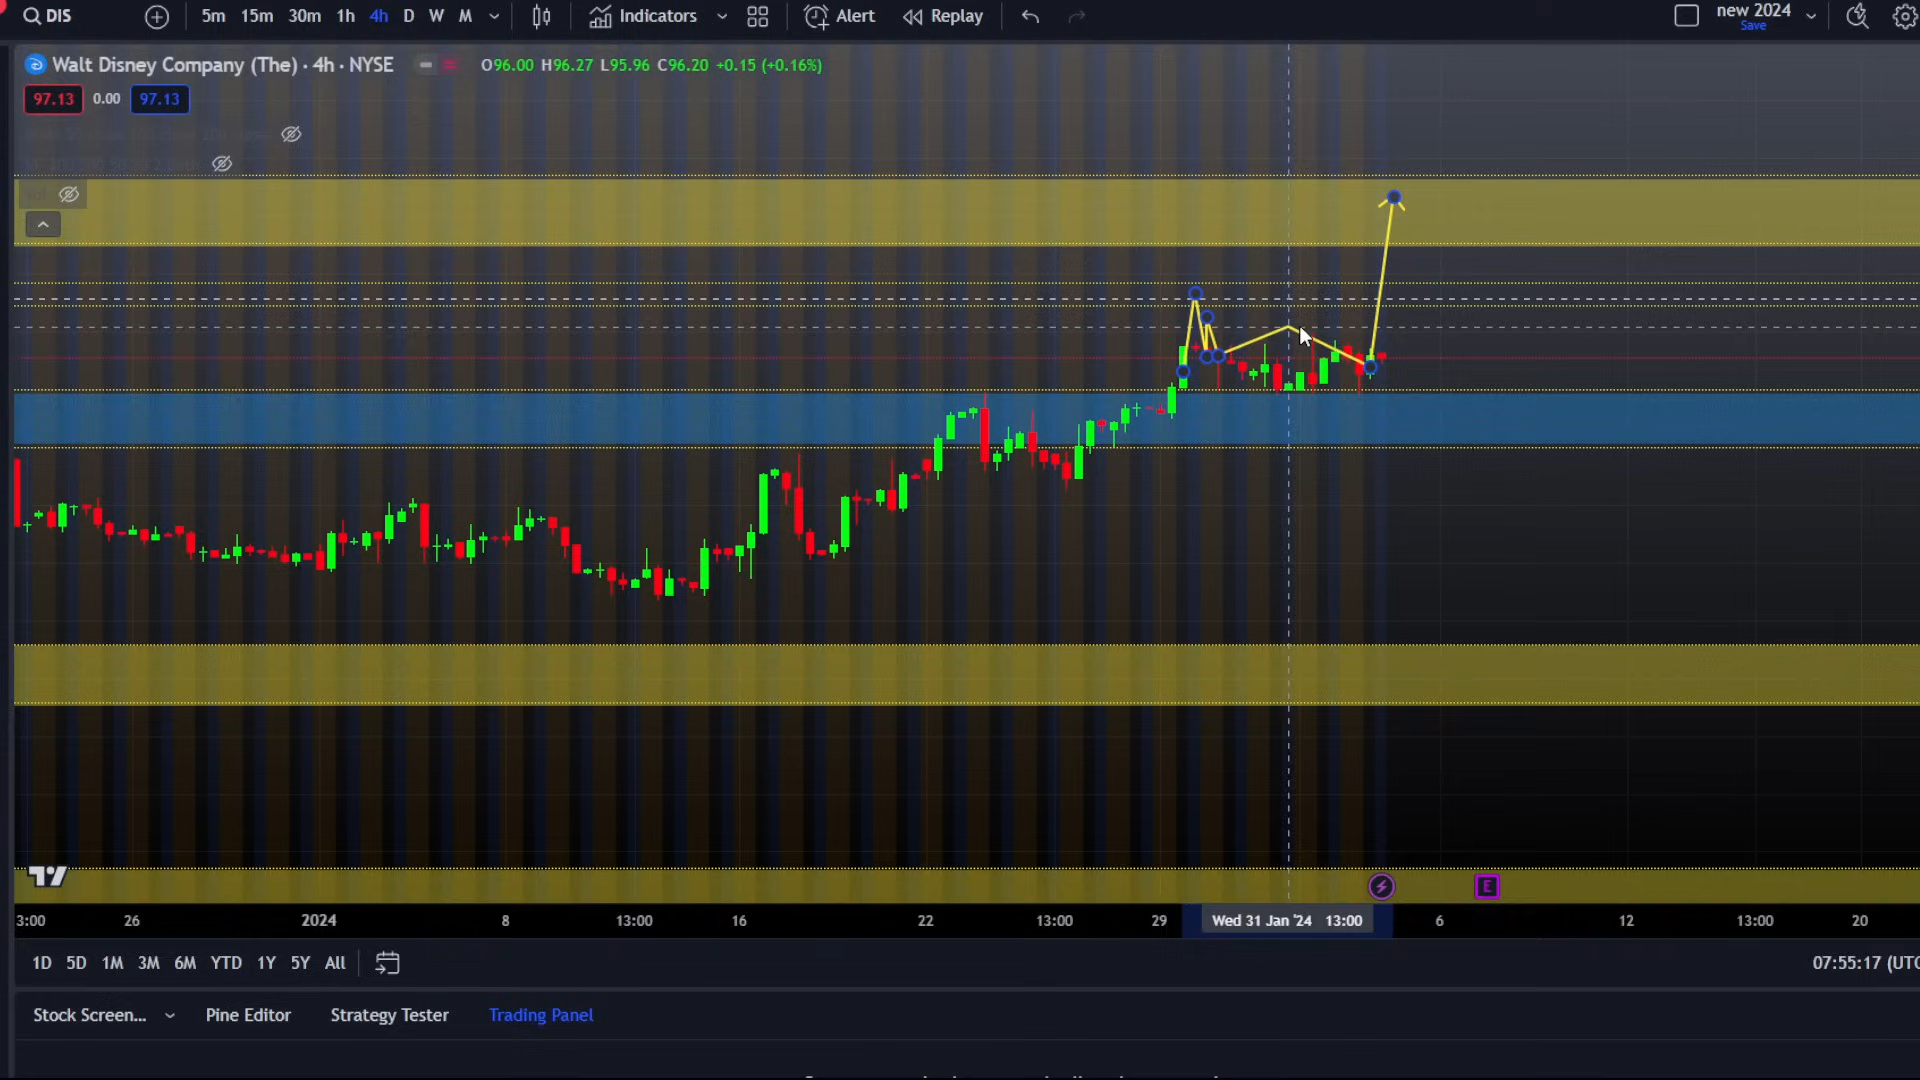 DIS 5m 15m 30m 1h 4h D W M Indicators Alert Replay new 2024
Save
Walt Disney Company (The) · 4h · NYSE O96.00 H96.27 L95.96 C96.20 +0.15 (+0.16%)
97.13 0.00 97.13
E
3:00 26 2024 8 13:00 16 22 13:00 29 Wed 31 Jan '24 13:00 6 12 13:00 20
1D 5D 1M 3M 6M YTD 1Y 5Y All 07:55:17 (UTC
Stock Screen... Pine Editor Strategy Tester Trading Panel